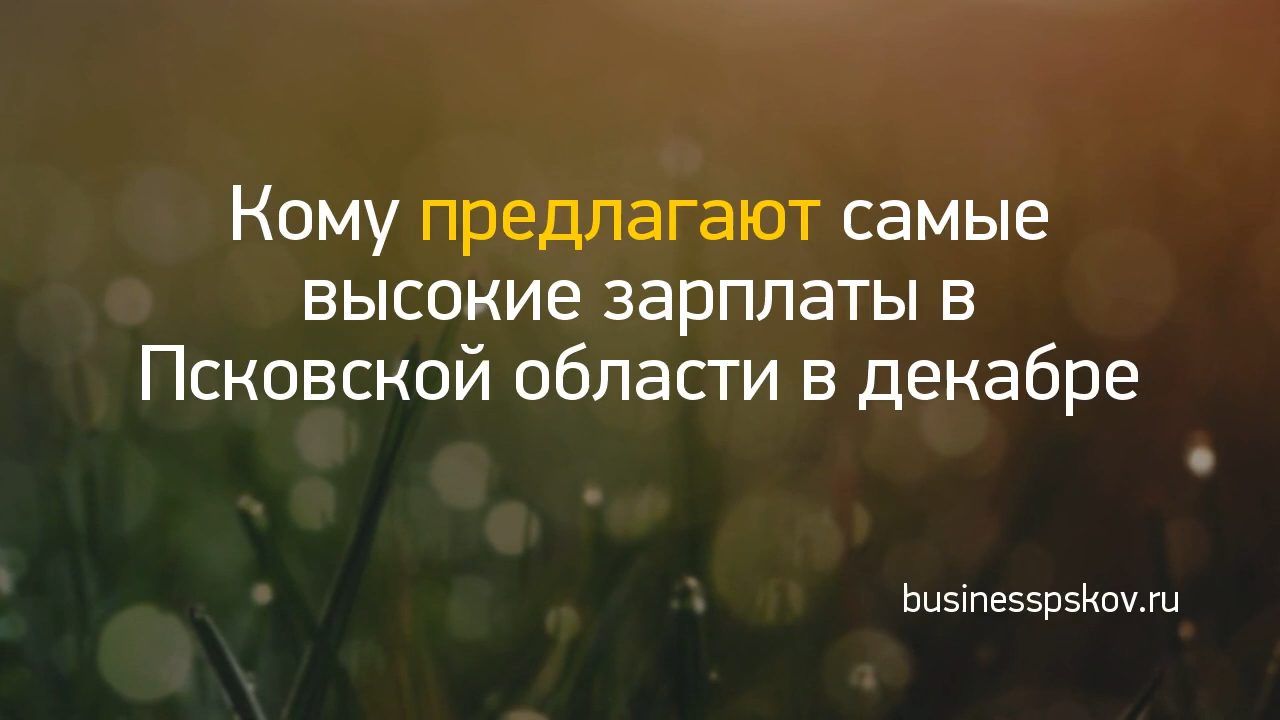 Кому предлагают самые
высокие зарплаты в
Псковской области в декабре
businesspskov.ru